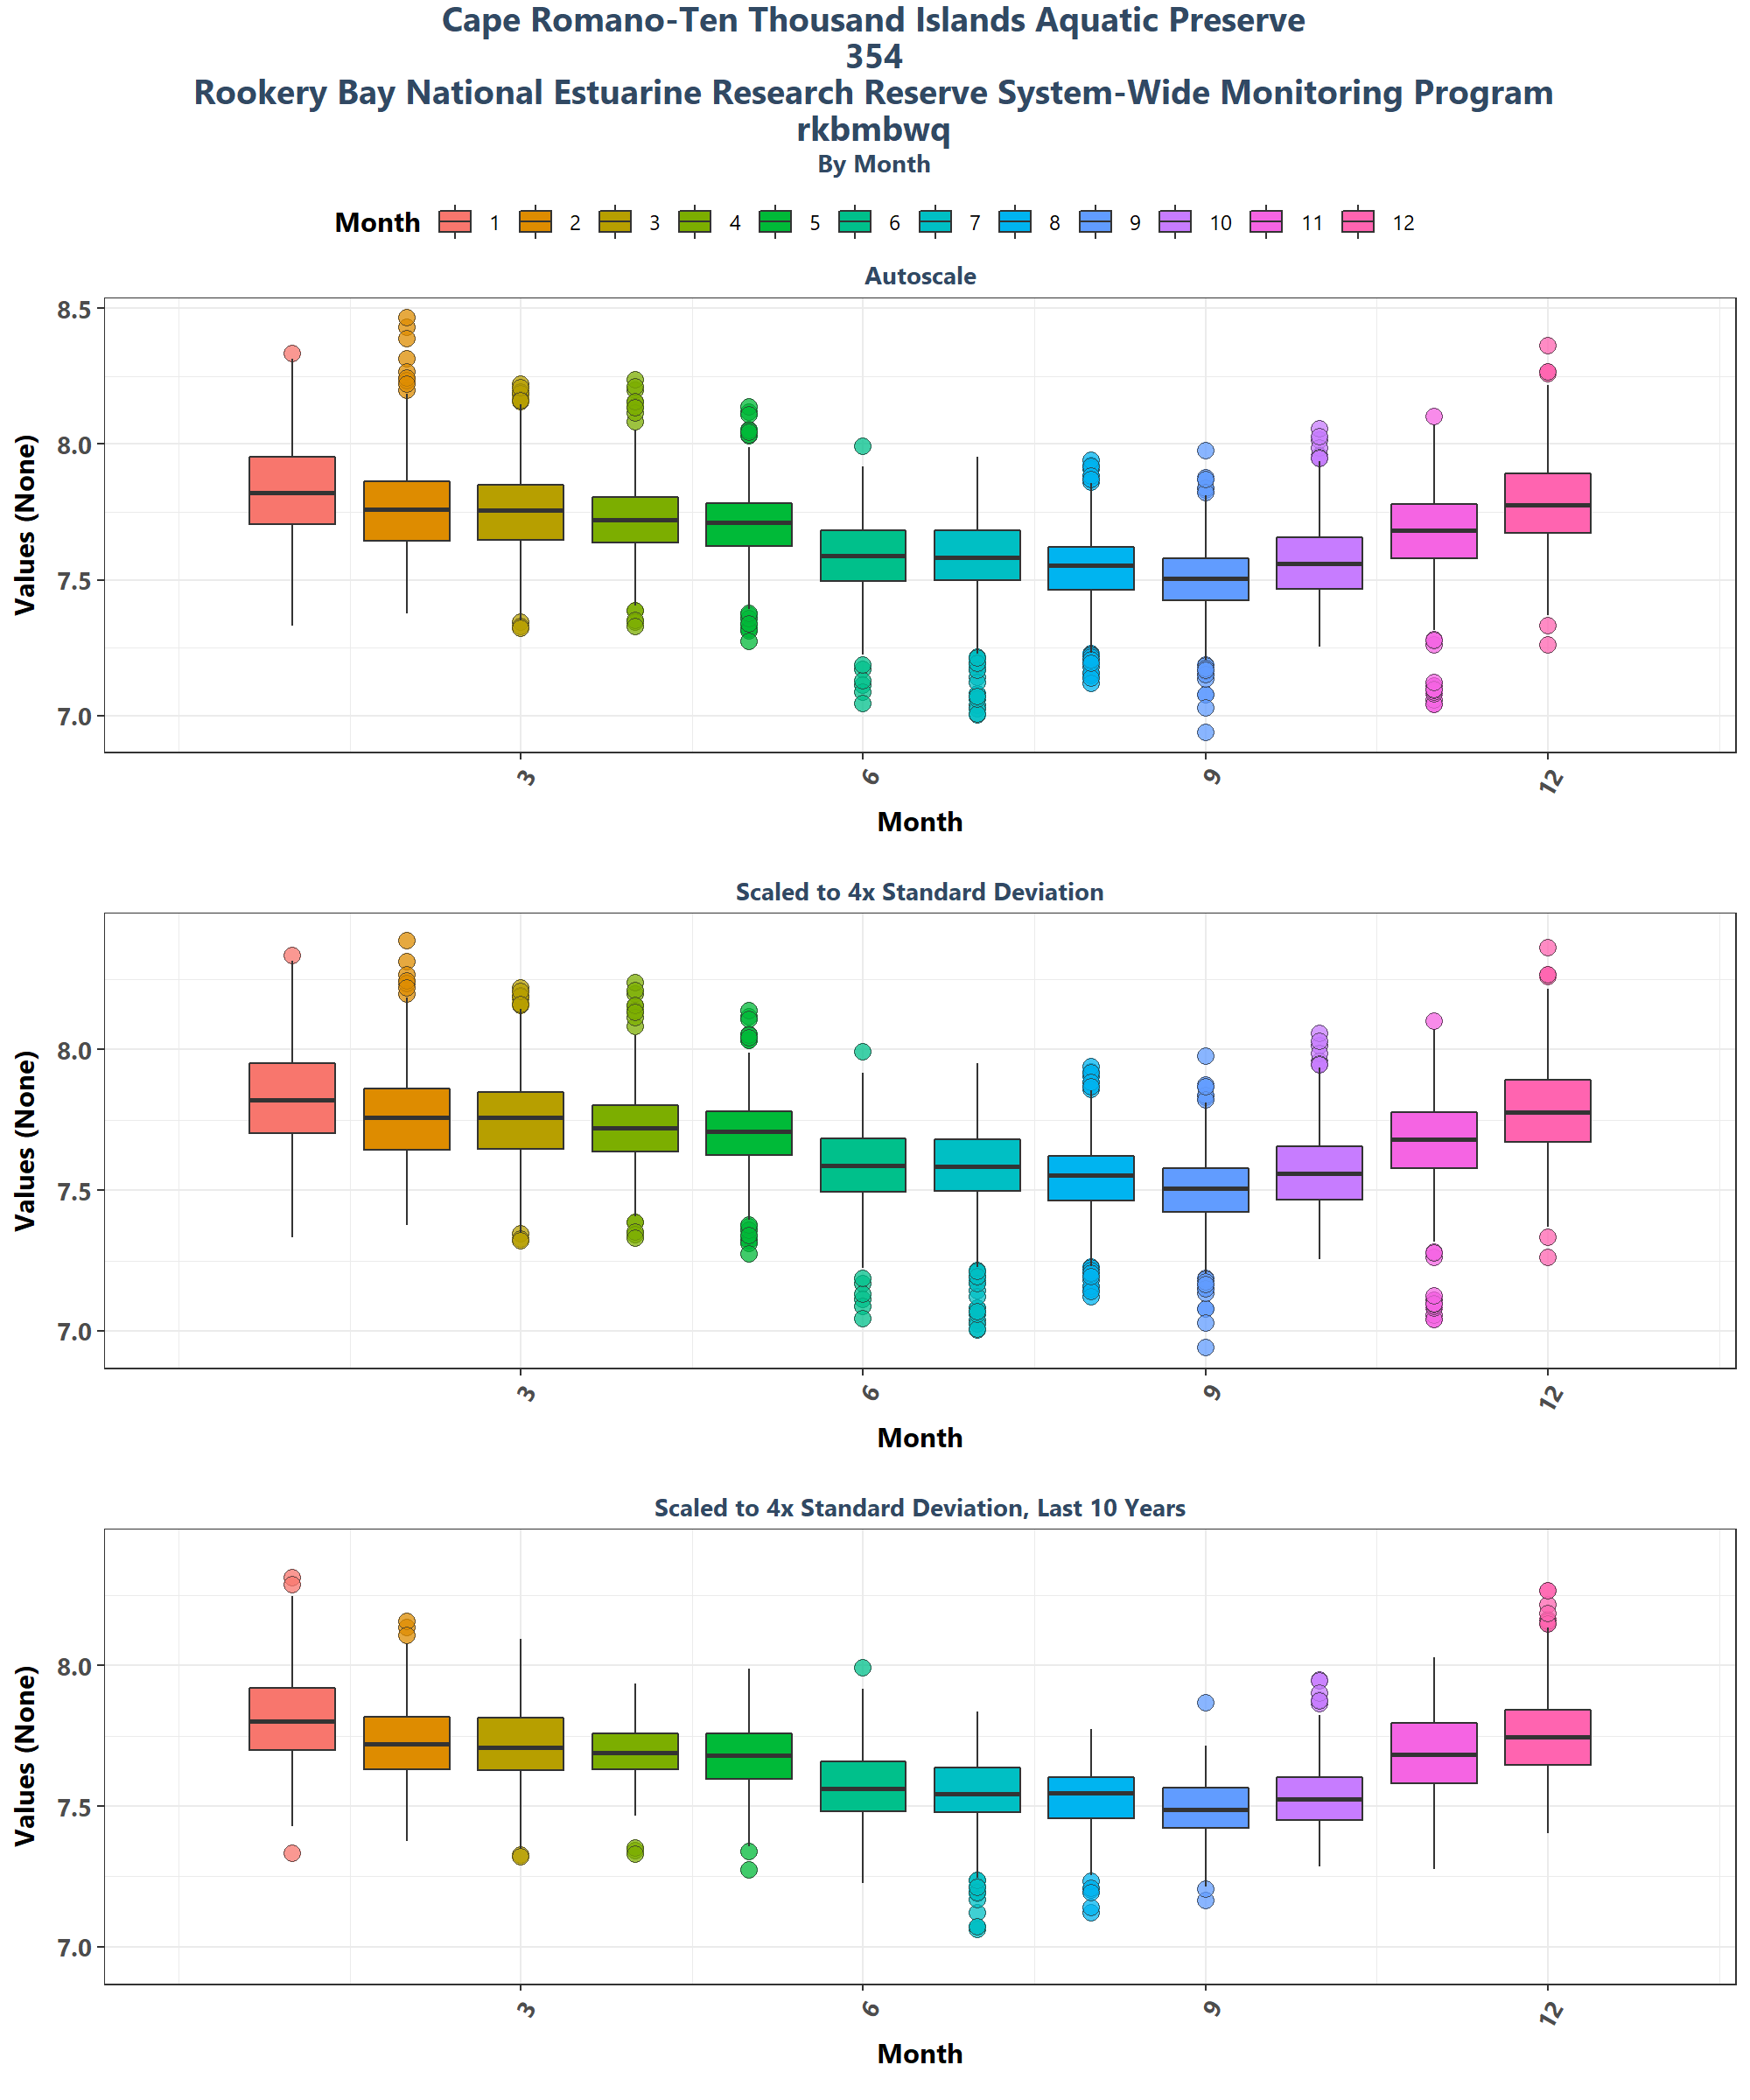 Cape Romano-Ten Thousand Islands Aquatic Preserve
354
Rookery Bay National Estuarine Research Reserve System-Wide Monitoring Program
rkbmbwq
By Month
Month 1 2 3 4 5 6 7 8 9 10 11 12
Autoscale
Values (None)
8.5
8.0
7.5
7.0
3 6 9 12
Month
Scaled to 4x Standard Deviation
Values (None)
8.0
7.5
7.0
3 6 9 12
Month
Scaled to 4x Standard Deviation, Last 10 Years
Values (None)
8.0
7.5
7.0
3 6 9 12
Month